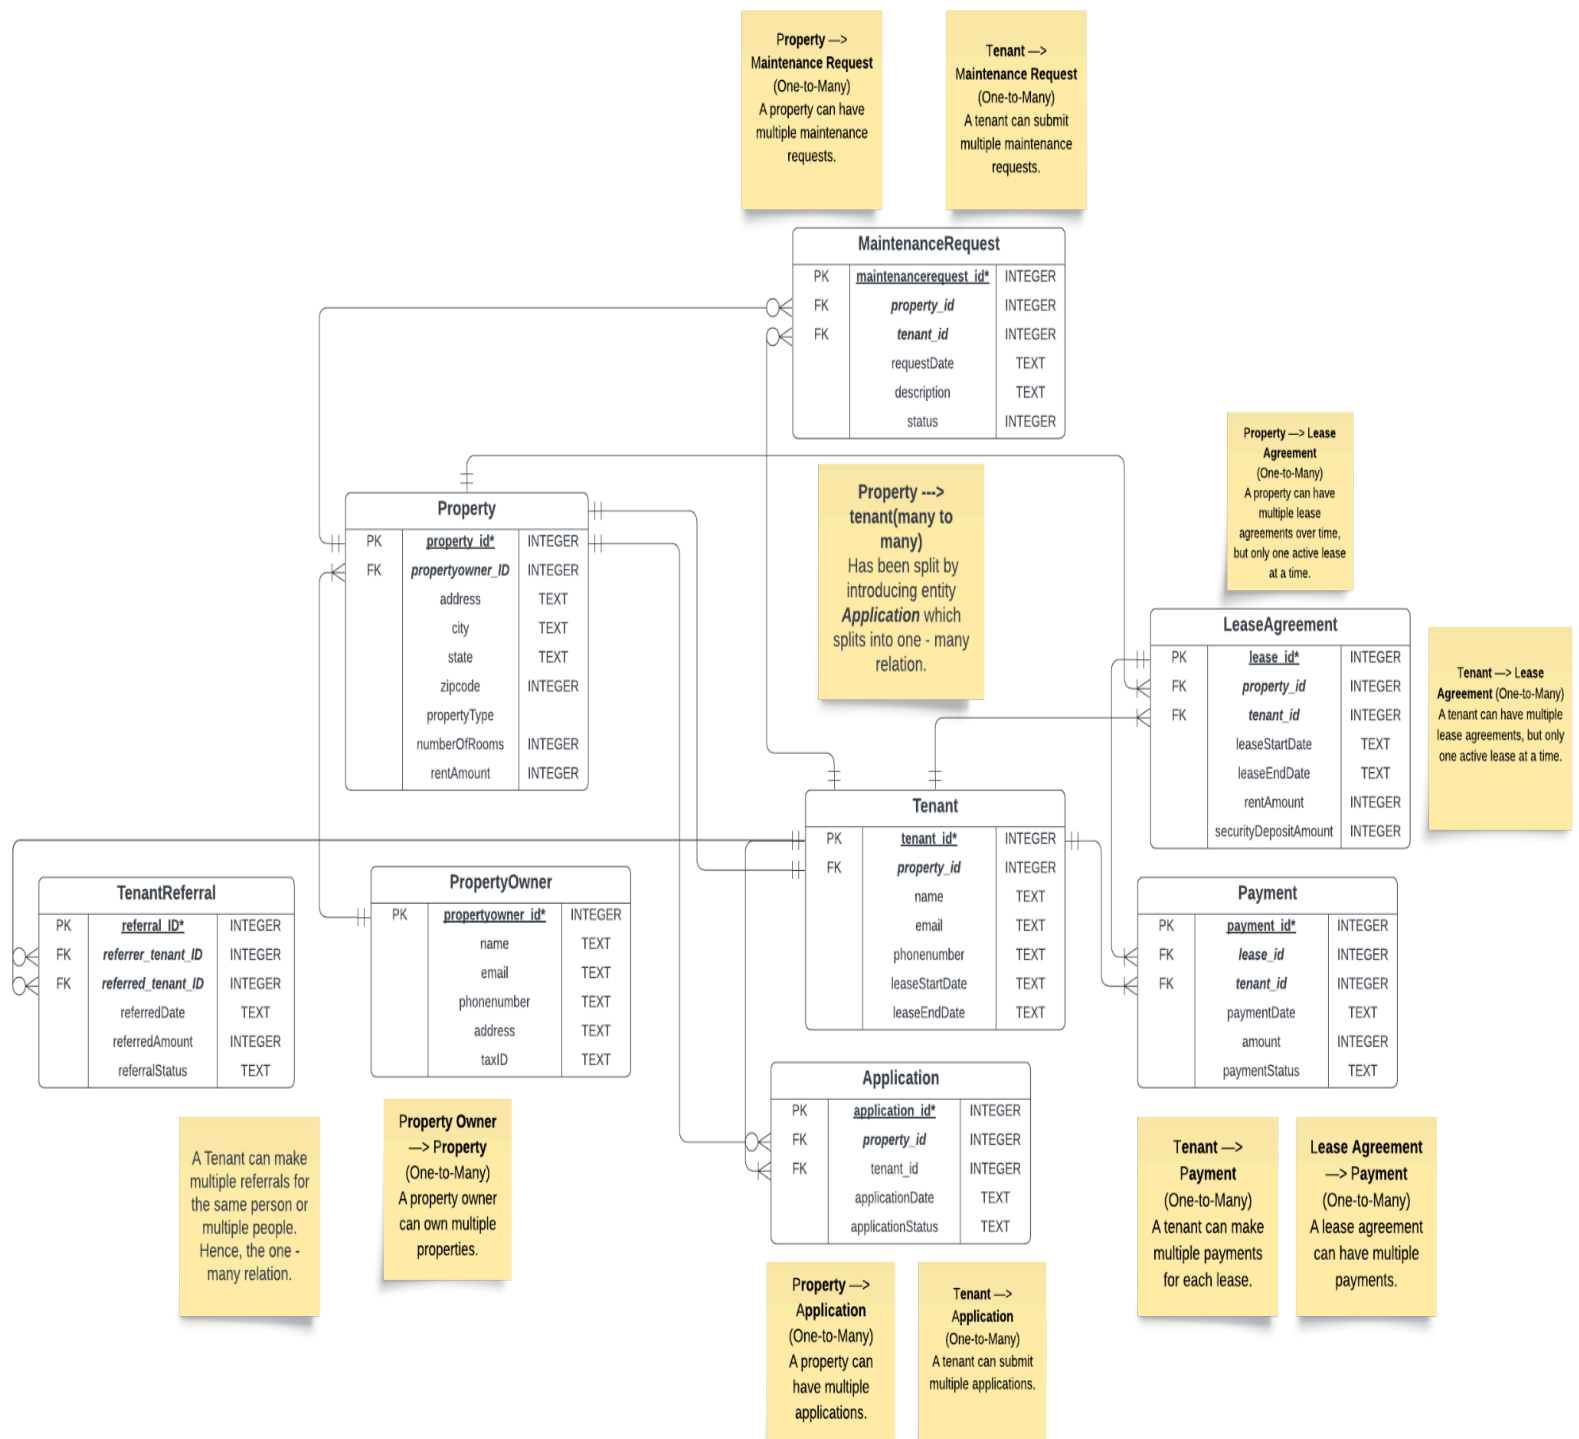 Property —>
Maintenance Request
(One-to-Many)
A property can have
multiple maintenance
requests.
Tenant —>
Maintenance Request
(One-to-Many)
A tenant can submit
multiple maintenance
requests.
MaintenanceRequest
PK maintenancerequest_id* INTEGER
FK property_id INTEGER
FK tenant_id INTEGER
requestDate TEXT
description TEXT
status INTEGER
Property —> Lease
Agreement
(One-to-Many)
A property can have
multiple lease
agreements over time,
but only one active lease
at a time.
Property --->
tenant(many to
many)
Has been split by
introducing entity
Application which
splits into one - many
relation.
Property
PK property_id* INTEGER
FK propertyowner_ID INTEGER
address TEXT
city TEXT
state TEXT
zipcode INTEGER
propertyType
numberOfRooms INTEGER
rentAmount INTEGER
LeaseAgreement
PK lease_id* INTEGER
FK property_id INTEGER
FK tenant_id INTEGER
leaseStartDate TEXT
leaseEndDate TEXT
rentAmount INTEGER
securityDepositAmount INTEGER
Tenant —> Lease
Agreement (One-to-Many)
A tenant can have multiple
lease agreements, but only
one active lease at a time.
Tenant
PK tenant_id* INTEGER
FK property_id INTEGER
name TEXT
email TEXT
phonenumber TEXT
leaseStartDate TEXT
leaseEndDate TEXT
TenantReferral
PK referral_ID* INTEGER
FK referrer_tenant_ID INTEGER
FK referred_tenant_ID INTEGER
referredDate TEXT
referredAmount INTEGER
referralStatus TEXT
PropertyOwner
PK propertyowner_id* INTEGER
name TEXT
email TEXT
phonenumber TEXT
address TEXT
taxID TEXT
Payment
PK payment_id* INTEGER
FK lease_id INTEGER
FK tenant_id INTEGER
paymentDate TEXT
amount INTEGER
paymentStatus TEXT
Application
PK application_id* INTEGER
FK property_id INTEGER
FK tenant_id INTEGER
applicationDate TEXT
applicationStatus TEXT
A Tenant can make
multiple referrals for
the same person or
multiple people.
Hence, the one -
many relation.
Property Owner
—> Property
(One-to-Many)
A property owner
can own multiple
properties.
Tenant —>
Payment
(One-to-Many)
A tenant can make
multiple payments
for each lease.
Lease Agreement
—> Payment
(One-to-Many)
A lease agreement
can have multiple
payments.
Property —>
Application
(One-to-Many)
A property can
have multiple
applications.
Tenant —>
Application
(One-to-Many)
A tenant can submit
multiple applications.